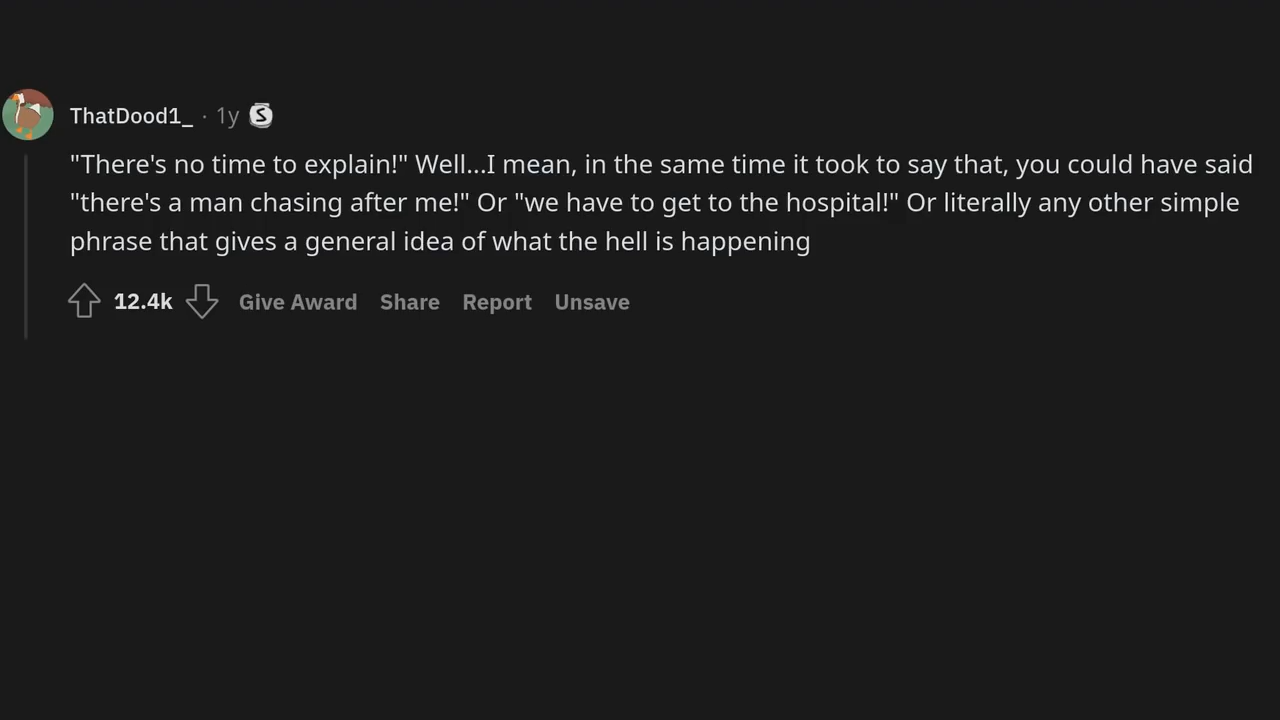 ThatDood1_ · 1y S
"There's no time to explain!" Well...I mean, in the same time it took to say that, you could have said
"there's a man chasing after me!" Or "we have to get to the hospital!" Or literally any other simple
phrase that gives a general idea of what the hell is happening
12.4k Give Award Share Report Unsave